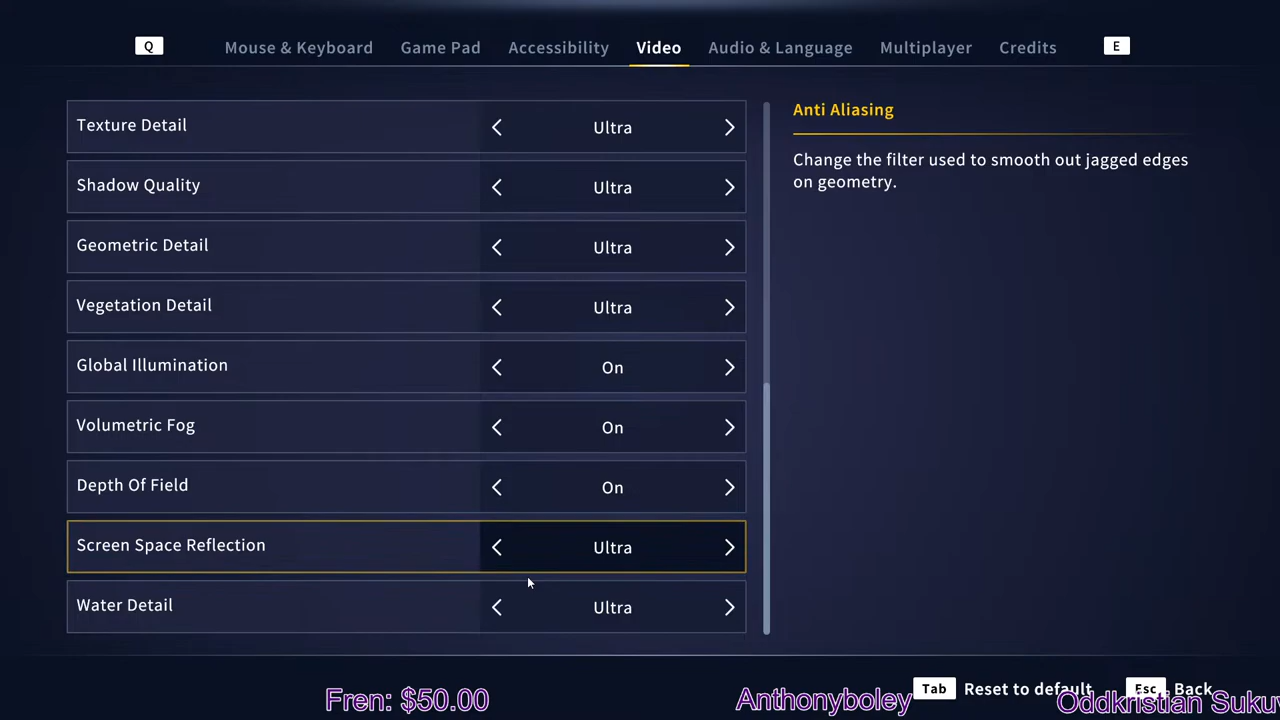 Q Mouse & Keyboard Game Pad Accessibility Video Audio & Language Multiplayer Credits E
Texture Detail Ultra
Shadow Quality Ultra
Geometric Detail Ultra
Vegetation Detail Ultra
Global Illumination On
Volumetric Fog On
Depth Of Field On
Screen Space Reflection Ultra
Water Detail Ultra
Anti Aliasing
Change the filter used to smooth out jagged edges
on geometry.
Tab Reset to default Esc Back
Fren: $50.00 Anthonyboley Oddkristian